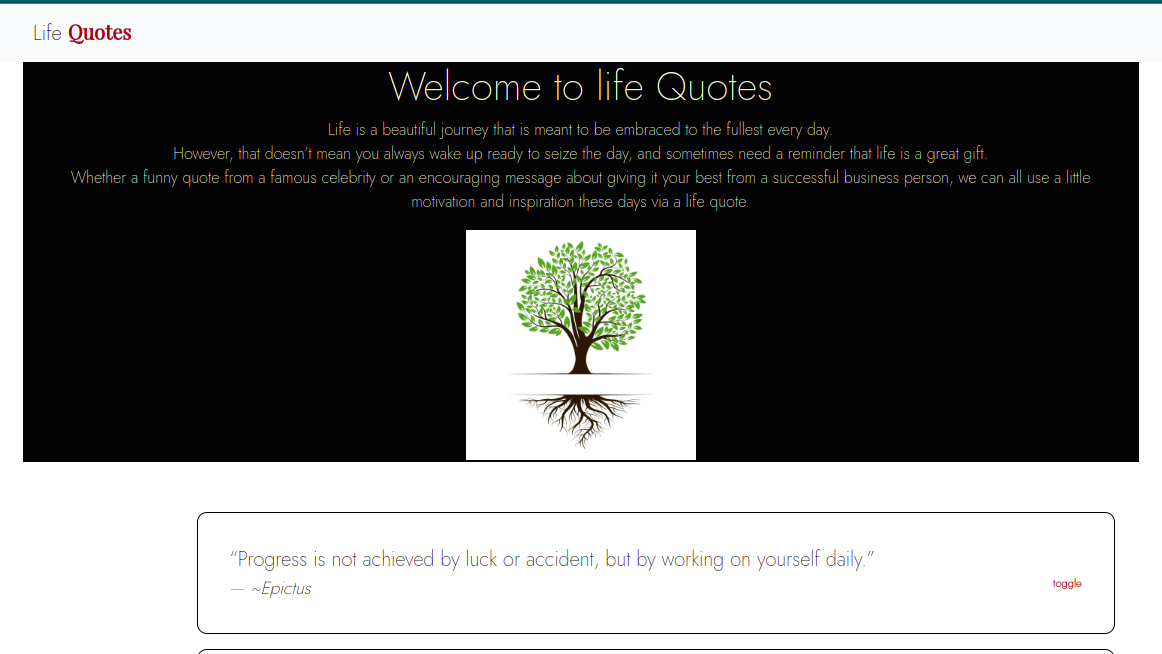 Life Quotes
Welcome to life Quotes
Life is a beautiful journey that is meant to be embraced to the fullest every day.
However, that doesn't mean you always wake up ready to seize the day, and sometimes need a reminder that life is a great gift.
Whether a funny quote from a famous celebrity or an encouraging message about giving it your best from a successful business person, we can all use a little
motivation and inspiration these days via a life quote.
“Progress is not achieved by luck or accident, but by working on yourself daily.”
— ~Epictus
toggle